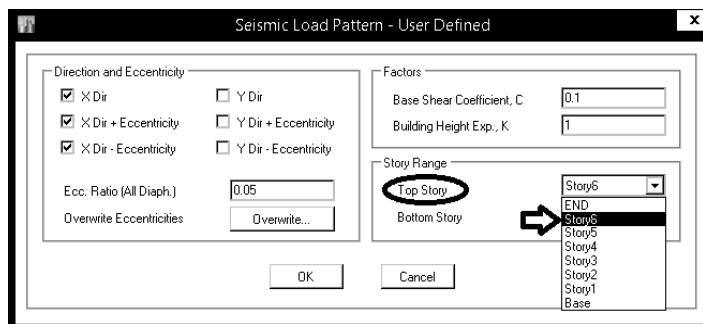 Seismic Load Pattern - User Defined
x
Direction and Eccentricity
X Dir
Y Dir
X Dir + Eccentricity
Y Dir + Eccentricity
X Dir - Eccentricity
Y Dir - Eccentricity
Ecc. Ratio (All Diaph.)
0.05
Overwrite Eccentricities
Overwrite...
Factors
Base Shear Coefficient, C
0.1
Building Height Exp., K
1
Story Range
Top Story
Story6
Bottom Story
END
Story6
Story5
Story4
Story3
Story2
Story1
Base
OK
Cancel